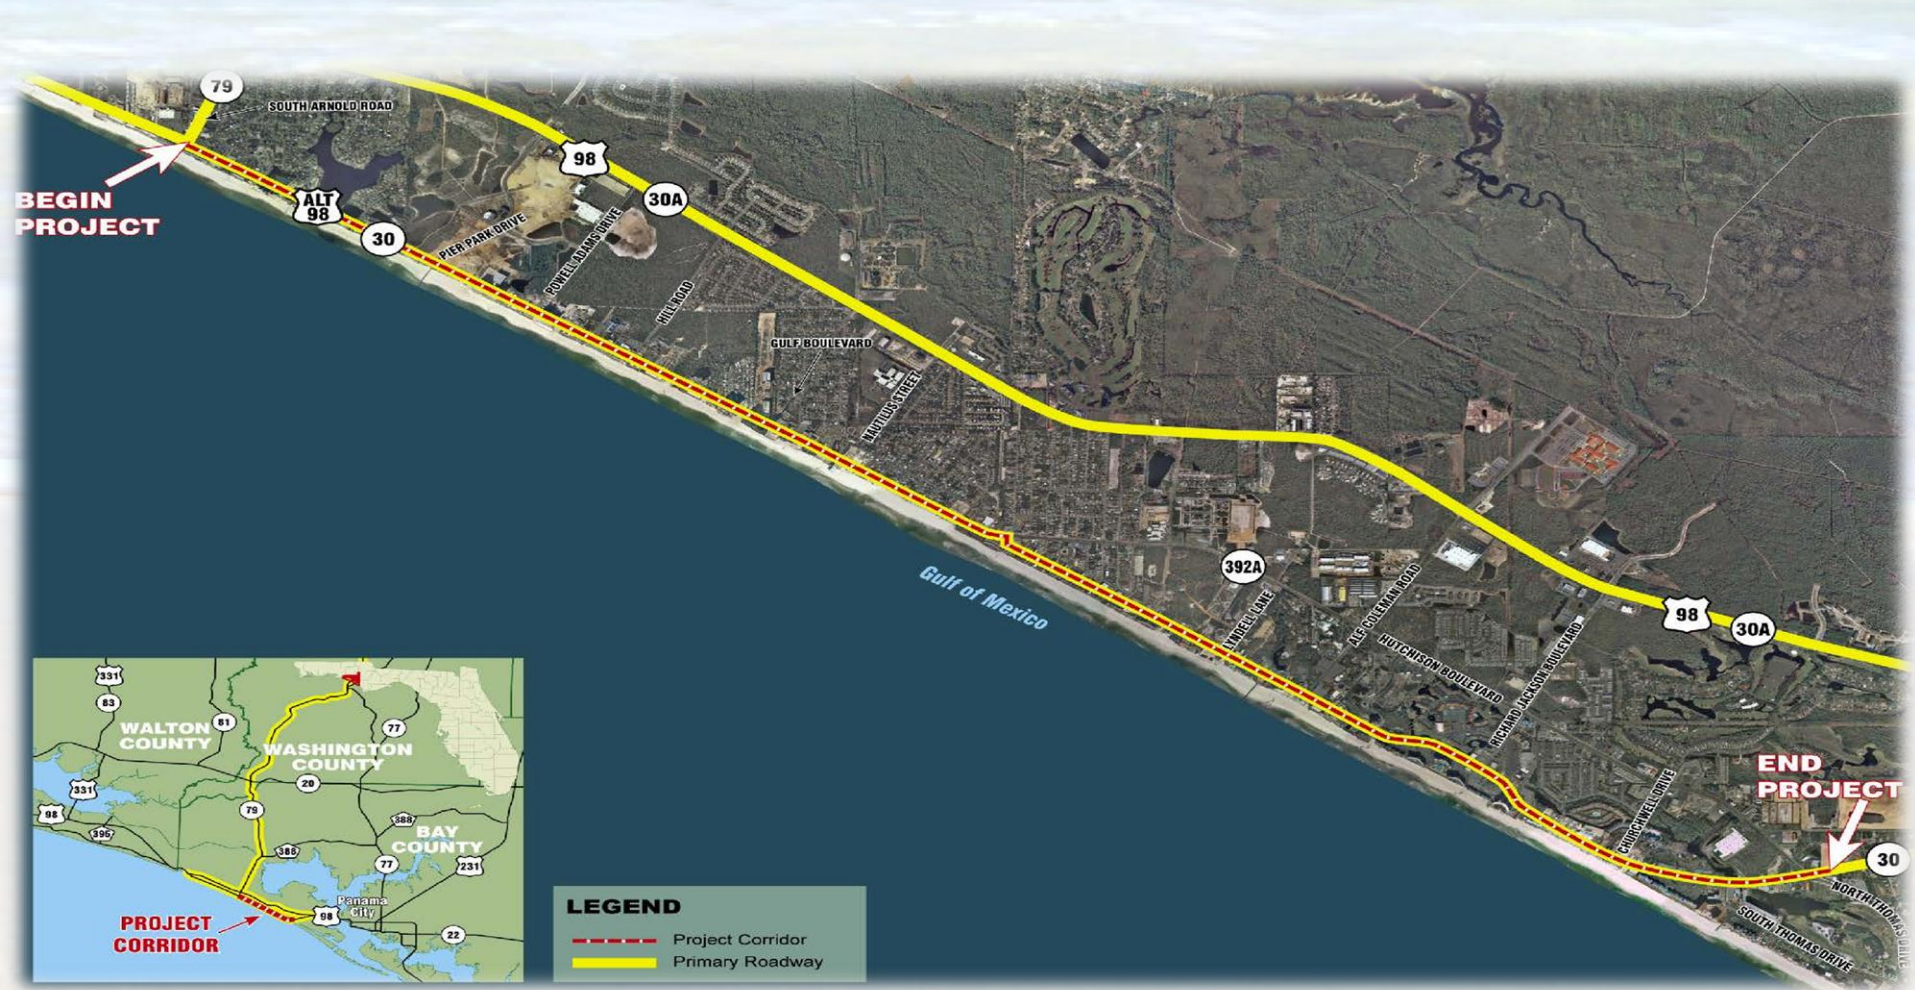 79
SOUTH ARNOLD ROAD
BEGIN
PROJECT
ALT
98
30
PIER PARK DRIVE
POWELL ADAMS DRIVE
98
30A
HILL ROAD
GULF BOULEVARD
NAUTILUS STREET
Gulf of Mexico
392A
LYNDELL LANE
ALF COLEMAN ROAD
HUTCHISON BOULEVARD
RICHARD JACKSON BOULEVARD
98
30A
CHURCHWELL DRIVE
END
PROJECT
30
NORTH THOMAS DRIVE
SOUTH THOMAS DRIVE
331
83
WALTON
COUNTY
81
77
WASHINGTON
COUNTY
20
331
98
395
79
388
388
BAY
COUNTY
77
231
Panama
City
98
22
PROJECT
CORRIDOR
LEGEND
Project Corridor
Primary Roadway